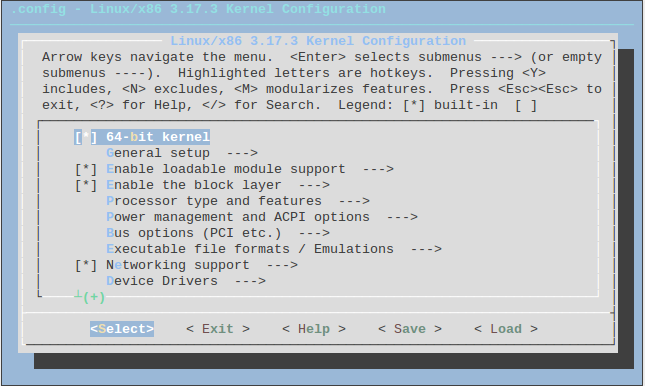 .config - Linux/x86 3.17.3 Kernel Configuration
Linux/x86 3.17.3 Kernel Configuration
Arrow keys navigate the menu.  <Enter> selects submenus ---> (or empty
submenus ----).  Highlighted letters are hotkeys.  Pressing <Y>
includes, <N> excludes, <M> modularizes features.  Press <Esc><Esc> to
exit, <?> for Help, </> for Search.  Legend: [*] built-in  [ ]
[*] 64-bit kernel
General setup  --->
[*] Enable loadable module support  --->
[*] Enable the block layer  --->
Processor type and features  --->
Power management and ACPI options  --->
Bus options (PCI etc.)  --->
Executable file formats / Emulations  --->
[*] Networking support  --->
Device Drivers  --->
┴(+)
<Select>    < Exit >    < Help >    < Save >    < Load >